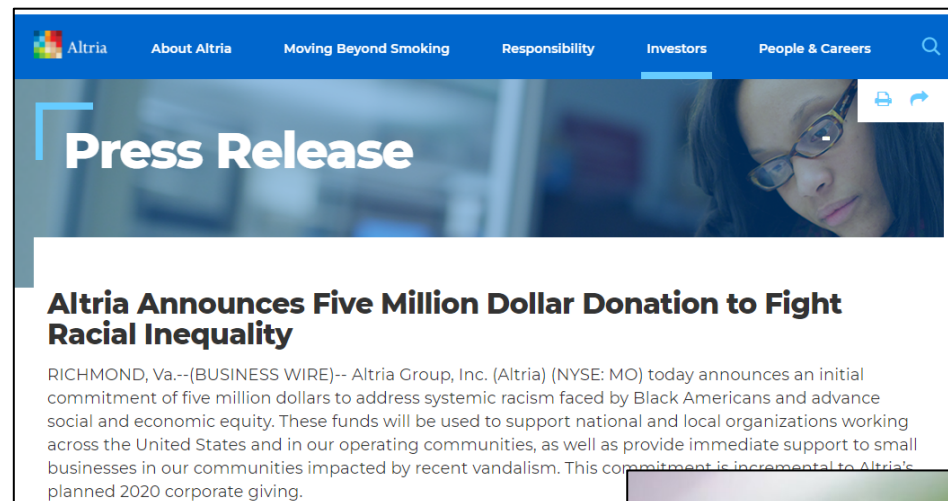 Altria About Altria Moving Beyond Smoking Responsibility Investors People & Careers
Press Release
Altria Announces Five Million Dollar Donation to Fight
Racial Inequality
RICHMOND, Va.--(BUSINESS WIRE)-- Altria Group, Inc. (Altria) (NYSE: MO) today announces an initial
commitment of five million dollars to address systemic racism faced by Black Americans and advance
social and economic equity. These funds will be used to support national and local organizations working
across the United States and in our operating communities, as well as provide immediate support to small
businesses in our communities impacted by recent vandalism. This commitment is incremental to Altria's
planned 2020 corporate giving.